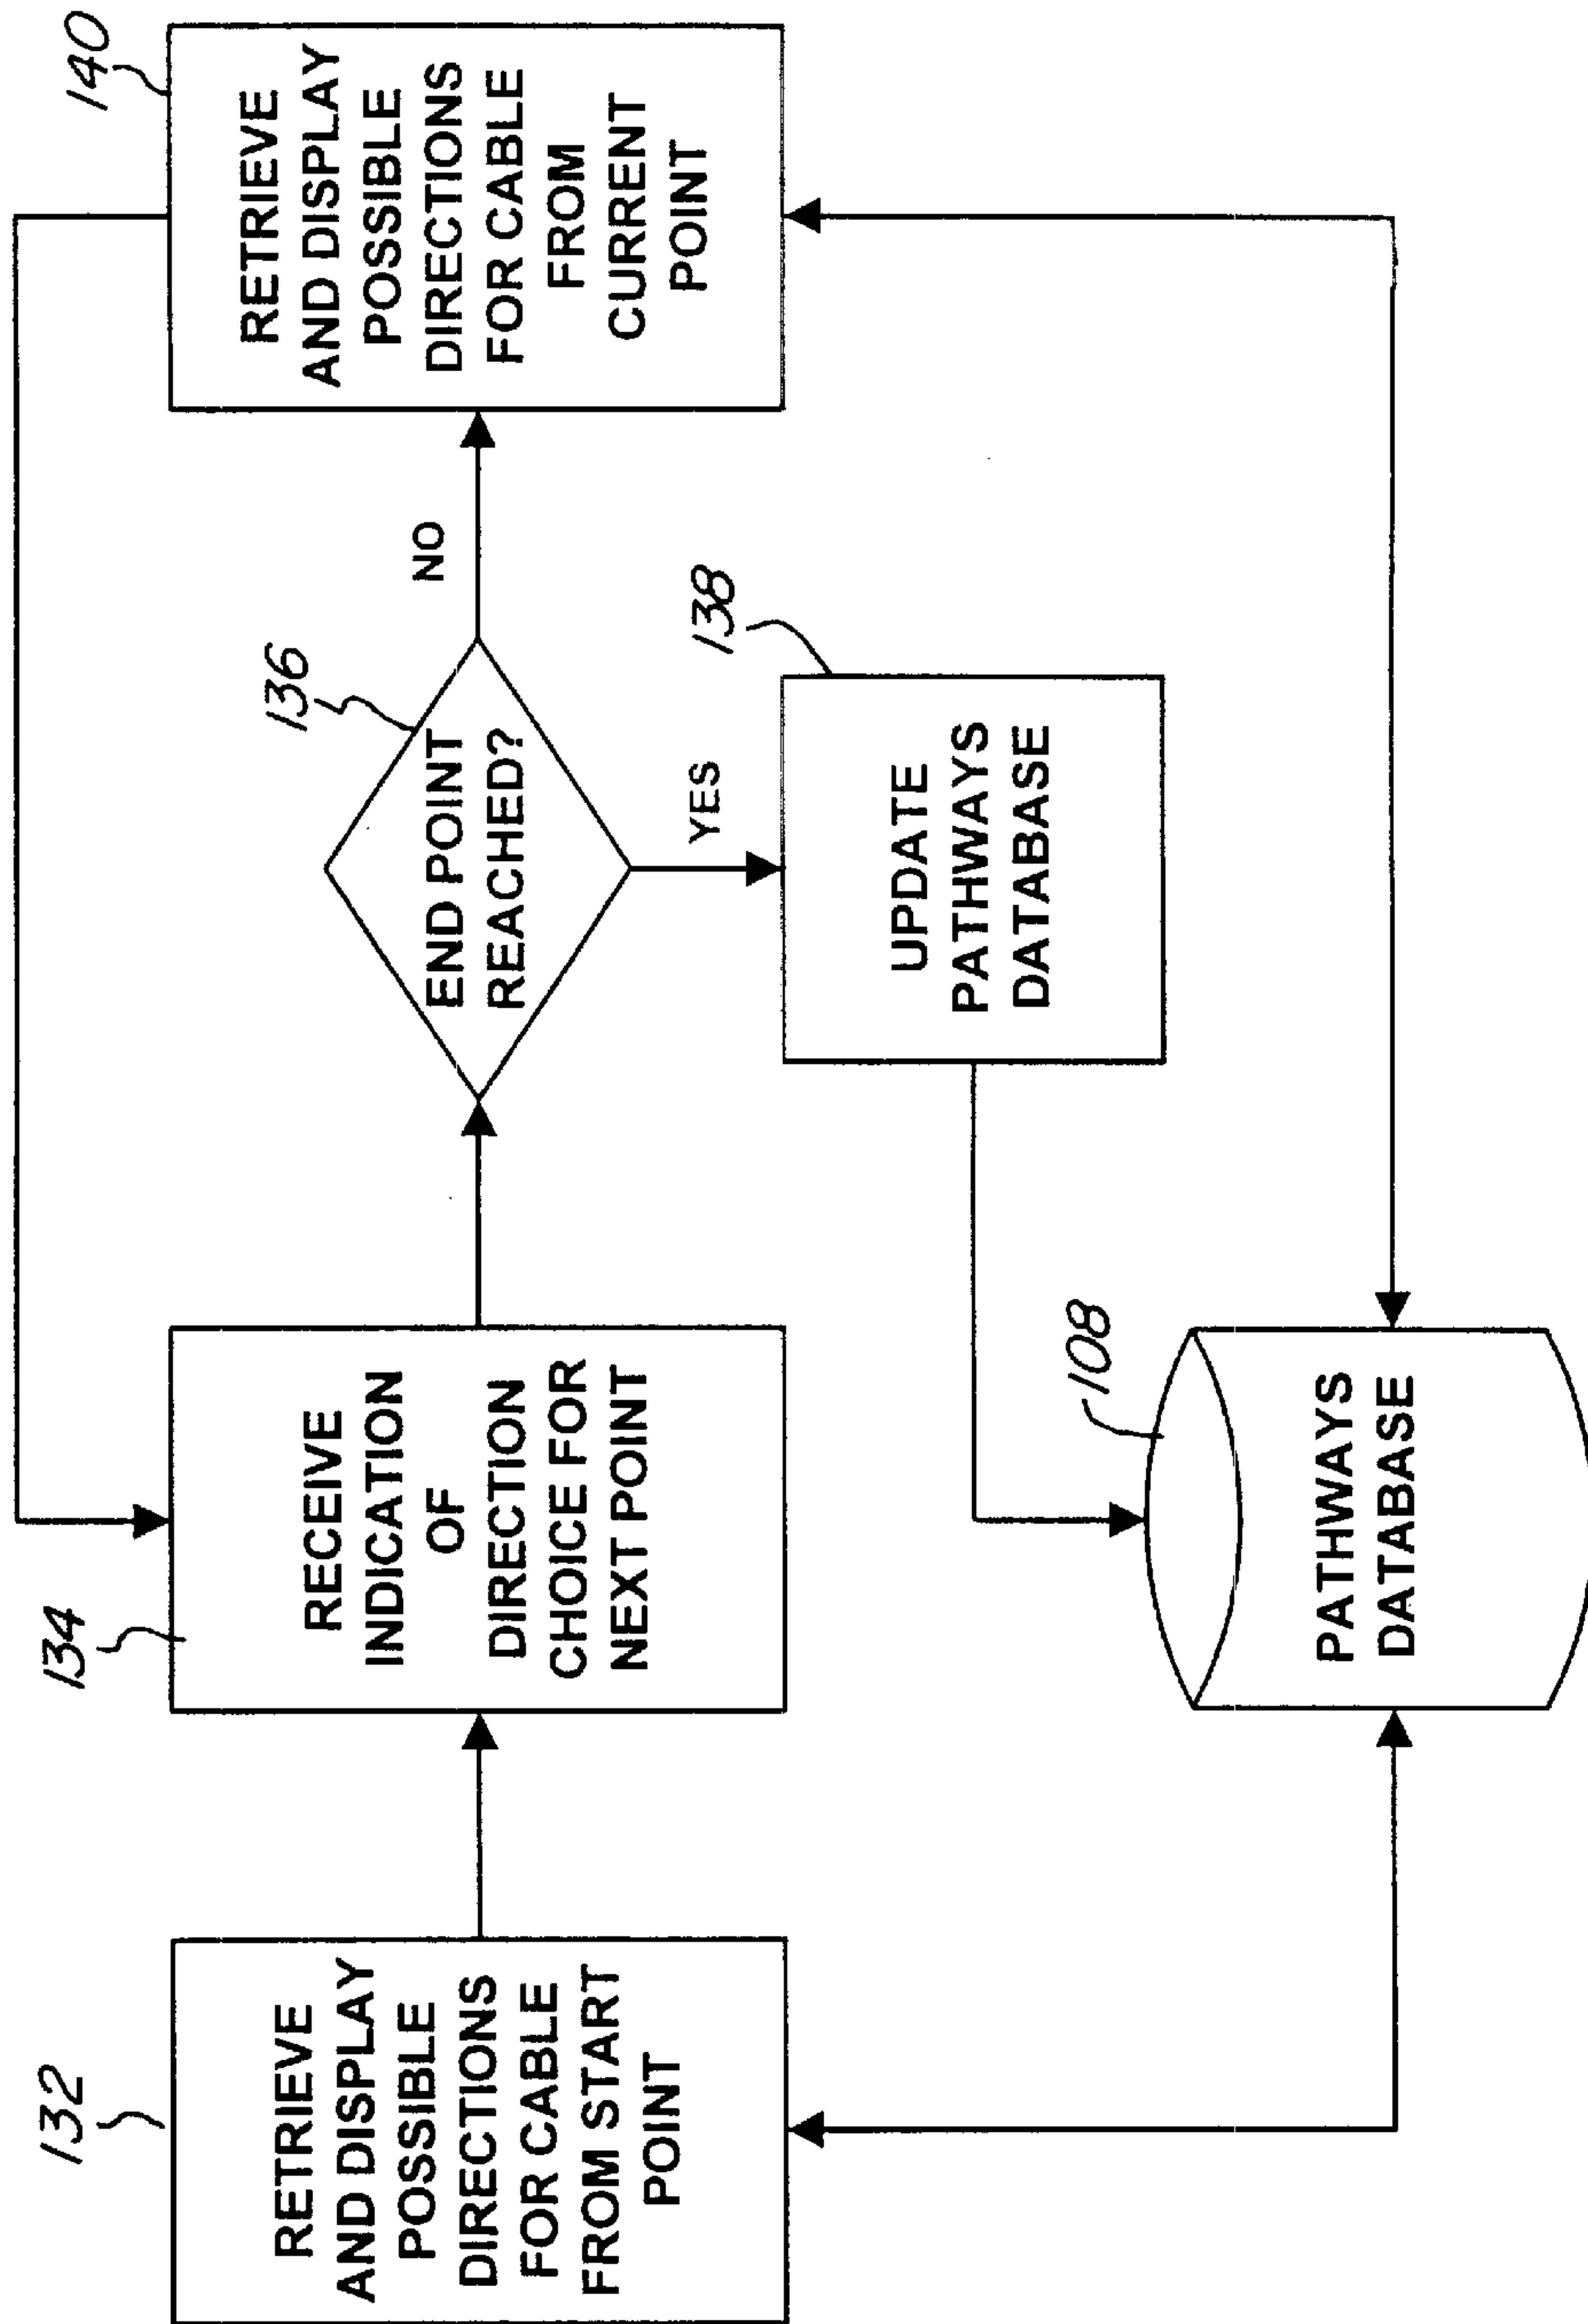 132
RETRIEVE
AND DISPLAY
POSSIBLE
DIRECTIONS
FOR CABLE
FROM START
POINT
134
RECEIVE
INDICATION
OF
DIRECTION
CHOICE FOR
NEXT POINT
136
END POINT
REACHED?
NO
YES
140
RETRIEVE
AND DISPLAY
POSSIBLE
DIRECTIONS
FOR CABLE
FROM
CURRENT
POINT
138
UPDATE
PATHWAYS
DATABASE
108
PATHWAYS
DATABASE